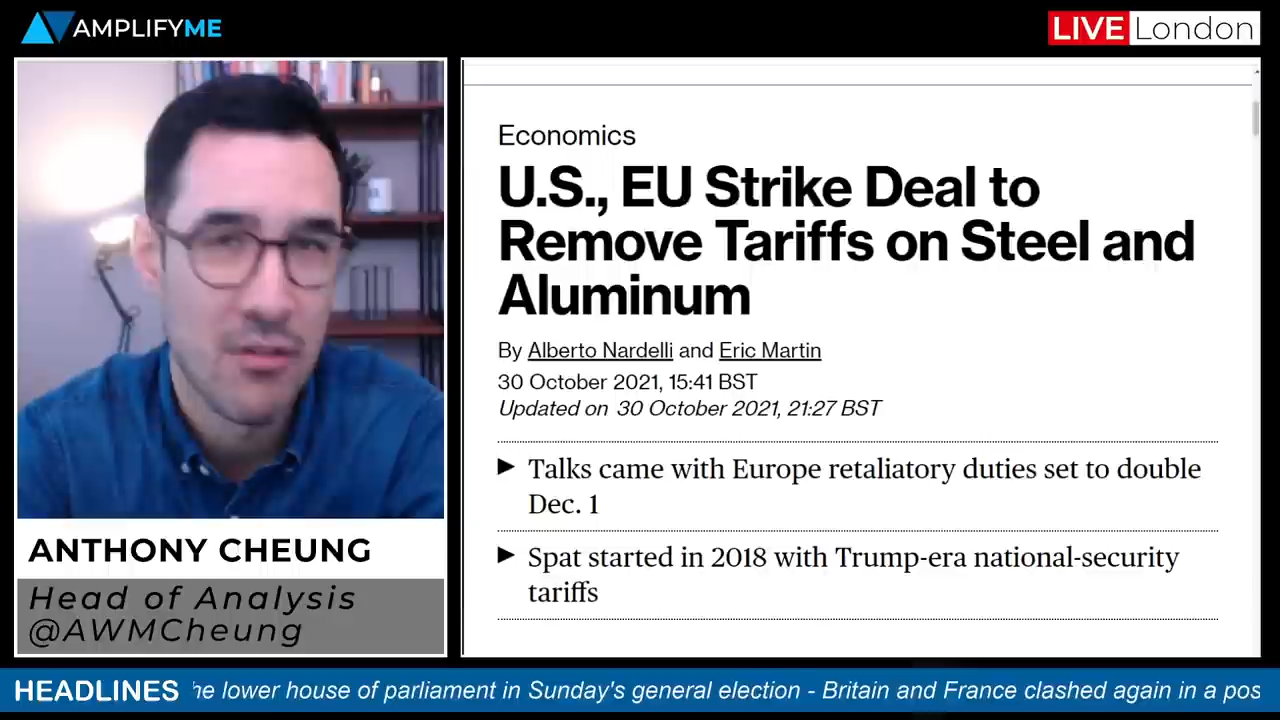 AMPLIFYME
LIVE London
Economics
U.S., EU Strike Deal to
Remove Tariffs on Steel and
Aluminum
By Alberto Nardelli and Eric Martin
30 October 2021, 15:41 BST
Updated on 30 October 2021, 21:27 BST
▶ Talks came with Europe retaliatory duties set to double
Dec. 1
▶ Spat started in 2018 with Trump-era national-security
tariffs
ANTHONY CHEUNG
Head of Analysis
@AWMCheung
HEADLINES he lower house of parliament in Sunday's general election - Britain and France clashed again in a pos